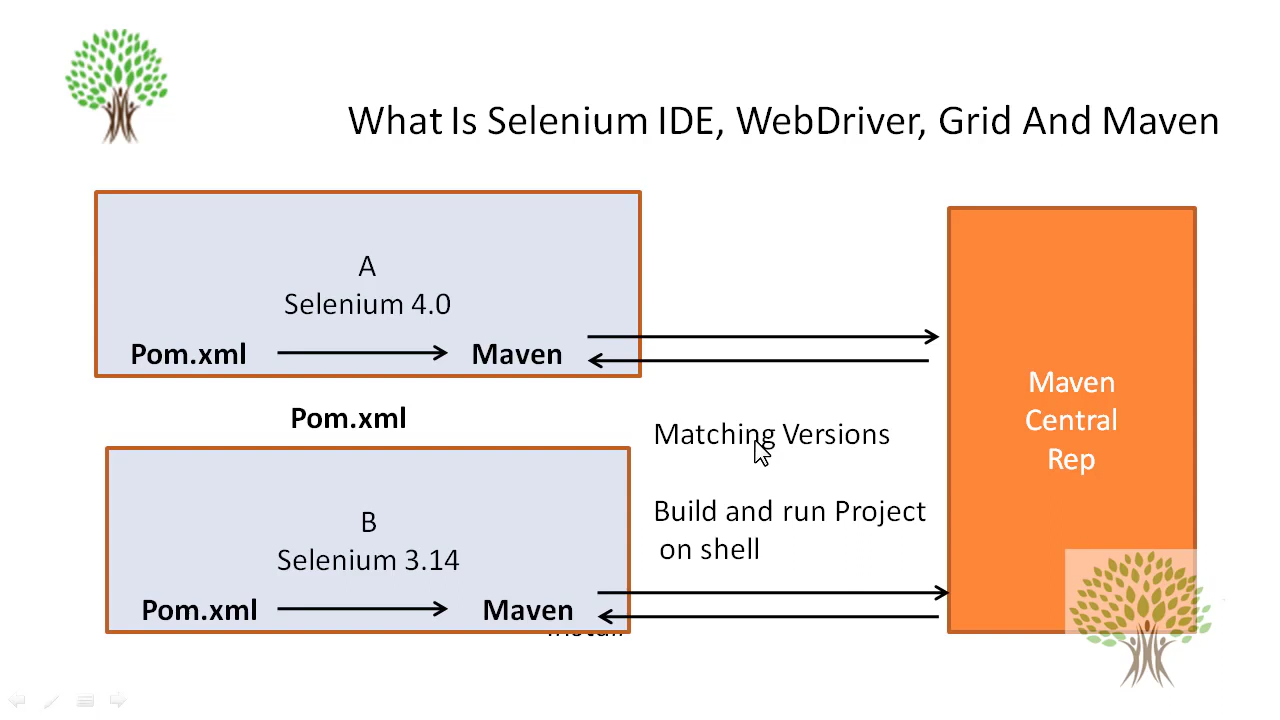 What Is Selenium IDE, WebDriver, Grid And Maven
A
Selenium 4.0
Pom.xml
Maven
Pom.xml
B
Selenium 3.14
Pom.xml
Maven
Matching Versions
Build and run Project
on shell
Maven
Central
Rep